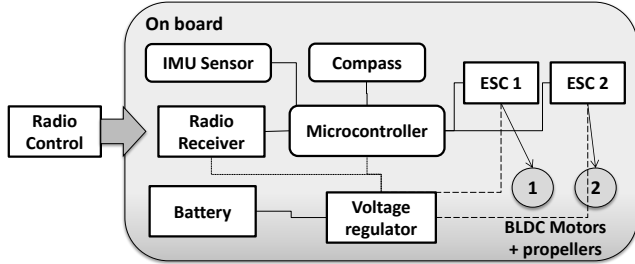 On board
IMU Sensor
Compass
ESC 1
ESC 2
Radio
Control
Radio
Receiver
Microcontroller
1
2
Battery
Voltage
regulator
BLDC Motors
+ propellers